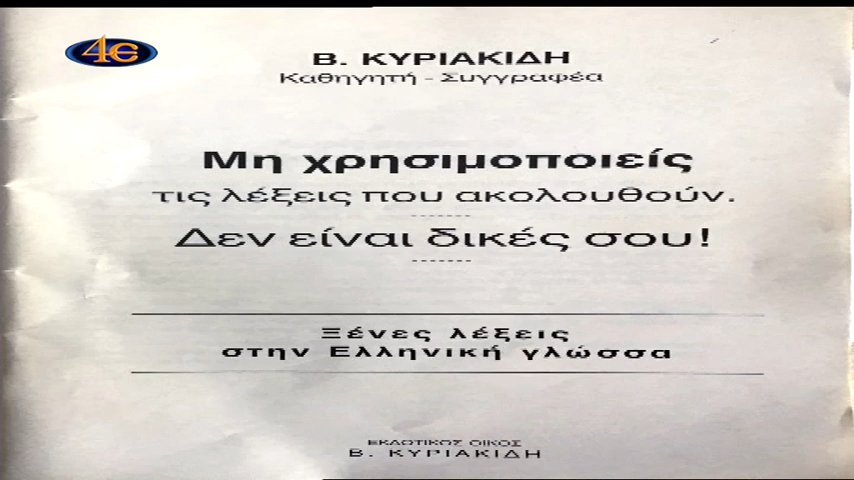 4ε
Β. ΚΥΡΙΑΚΙΔΗ
Καθηγητή - Συγγραφέα
Μη χρησιμοποιείς
τις λέξεις που ακολουθούν.
Δεν είναι δικές σου!
Ξένες λέξεις
στην Ελληνική γλώσσα
ΕΚΔΟΤΙΚΟΣ ΟΙΚΟΣ
Β. ΚΥΡΙΑΚΙΔΗ